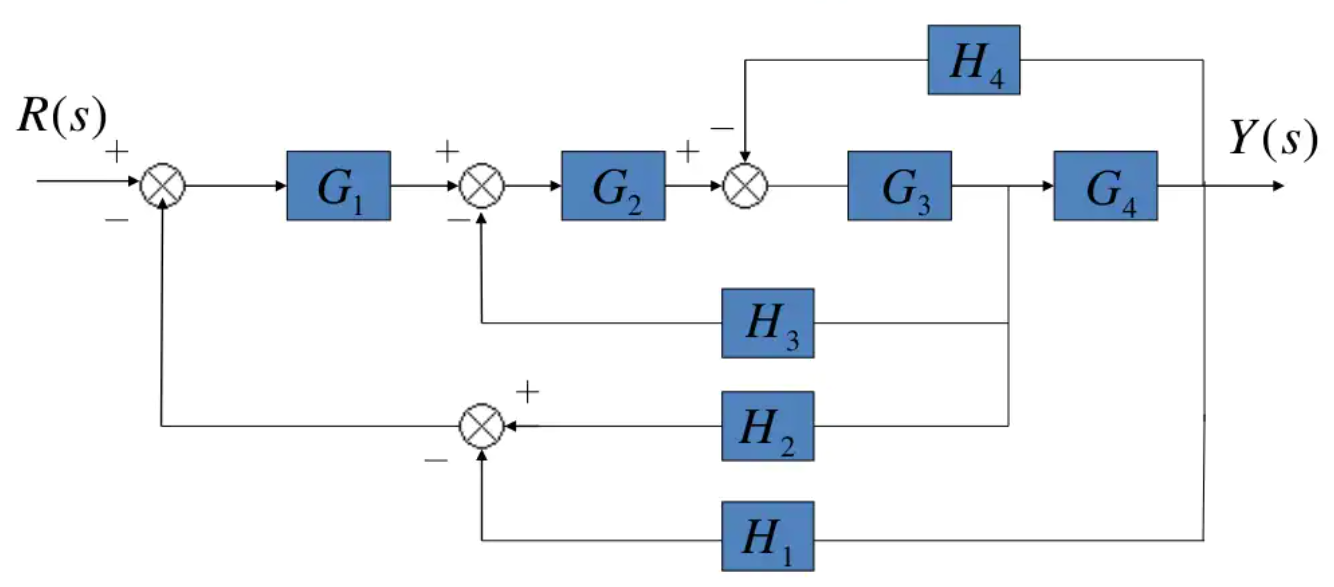 H₄
R(s)
Y(s)
+
−
+
+
−
G₁
G₂
G₃
G₄
−
−
H₃
+
H₂
−
H₁